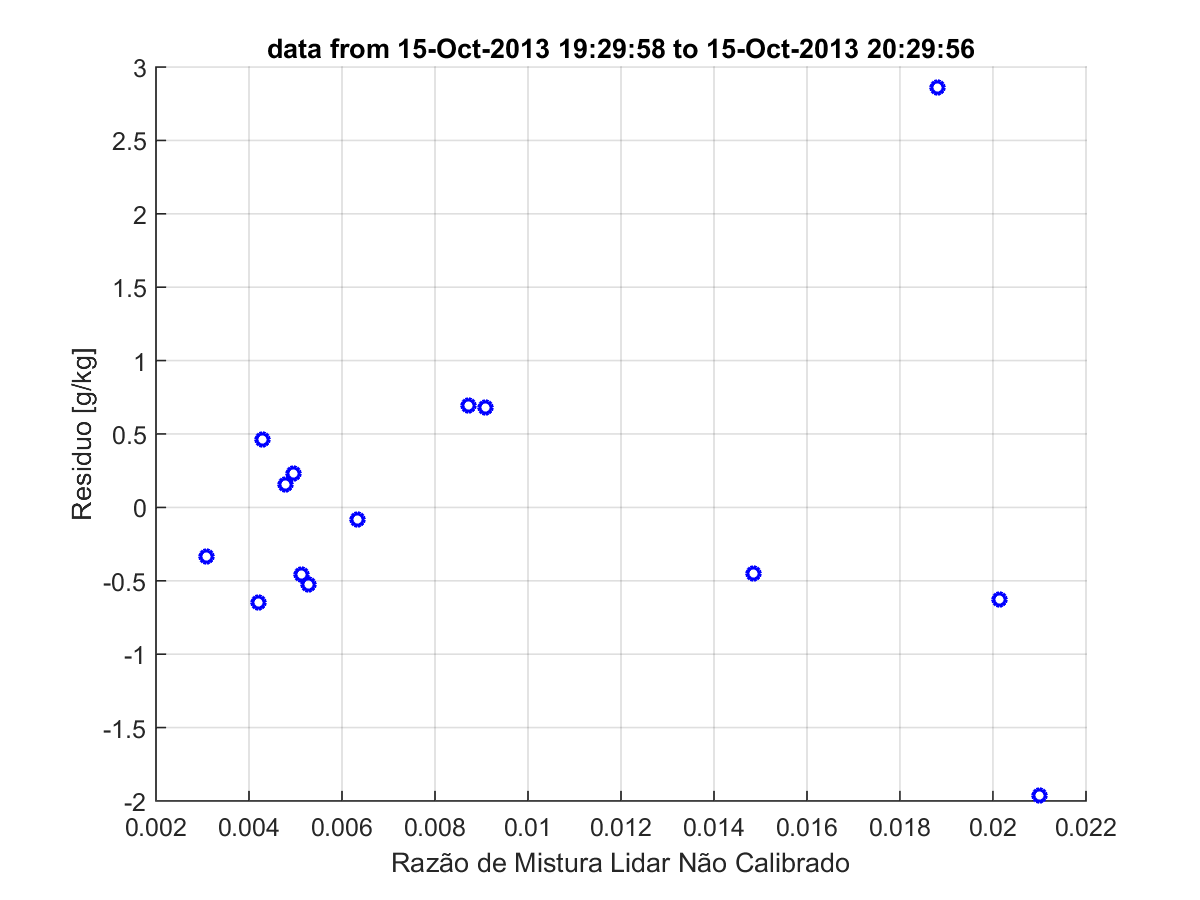 data from 15-Oct-2013 19:29:58 to 15-Oct-2013 20:29:56
3
2.5
2
1.5
1
0.5
0
-0.5
-1
-1.5
-2
Residuo [g/kg]
0.002 0.004 0.006 0.008 0.01 0.012 0.014 0.016 0.018 0.02 0.022
Razão de Mistura Lidar Não Calibrado